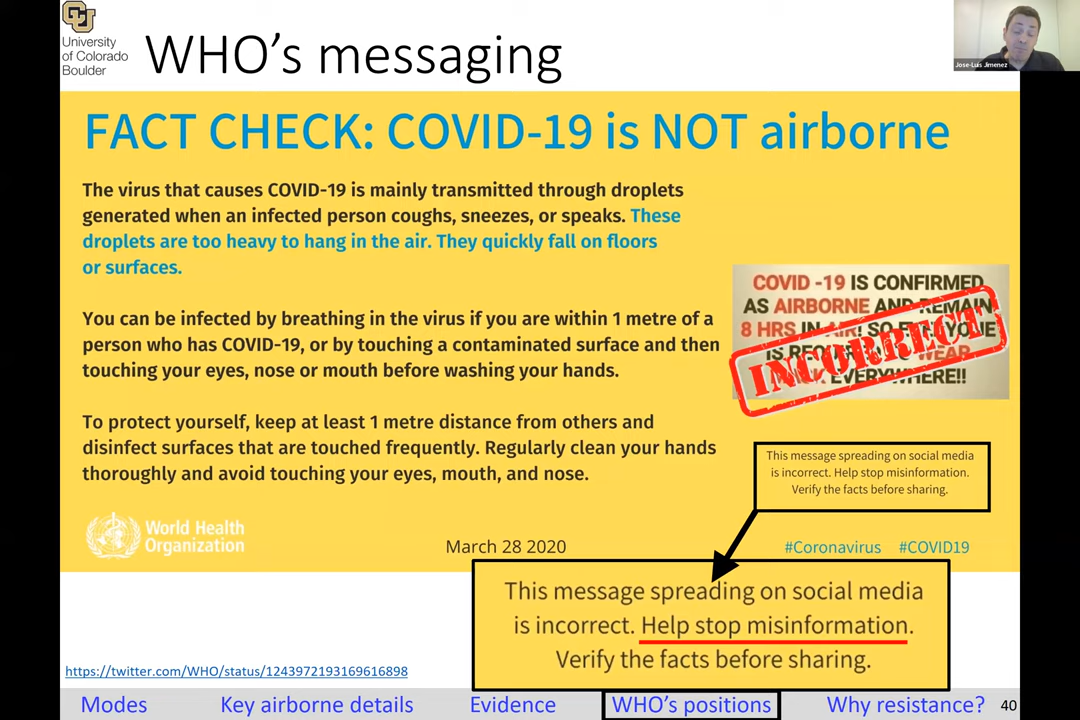 University
of Colorado
Boulder
WHO's messaging
Jose-Luis Jimenez
FACT CHECK: COVID-19 is NOT airborne
The virus that causes COVID-19 is mainly transmitted through droplets
generated when an infected person coughs, sneezes, or speaks. These
droplets are too heavy to hang in the air. They quickly fall on floors
or surfaces.
You can be infected by breathing in the virus if you are within 1 metre of a
person who has COVID-19, or by touching a contaminated surface and then
touching your eyes, nose or mouth before washing your hands.
To protect yourself, keep at least 1 metre distance from others and
disinfect surfaces that are touched frequently. Regularly clean your hands
thoroughly and avoid touching your eyes, mouth, and nose.
COVID -19 IS CONFIRMED
AS AIRBORNE AND REMAIN
8 HRS IN AIR! SO
IS WEAR
EVERYWHERE!!
INCORRECT
This message spreading on social media
is incorrect. Help stop misinformation.
Verify the facts before sharing.
World Health
Organization
March 28 2020
#Coronavirus #COVID19
This message spreading on social media
is incorrect. Help stop misinformation.
Verify the facts before sharing.
https://twitter.com/WHO/status/1243972193169616898
Modes Key airborne details Evidence WHO's positions Why resistance? 40